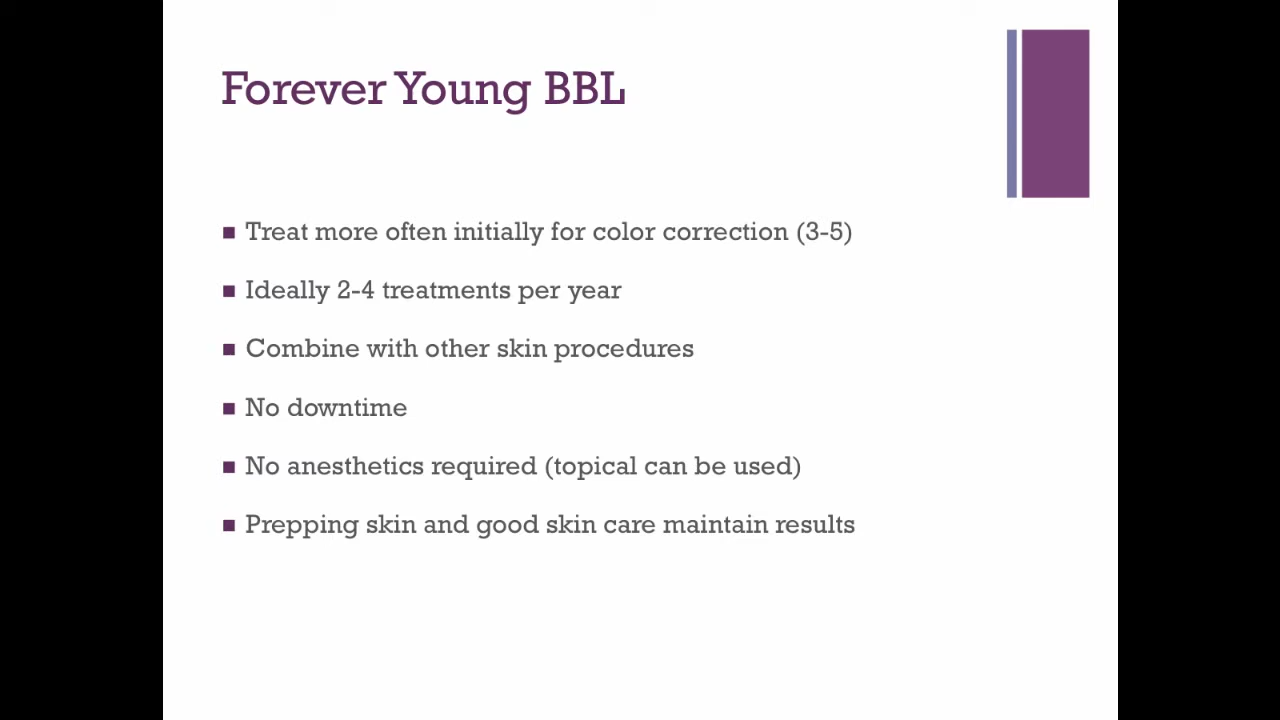 Forever Young BBL
Treat more often initially for color correction (3-5)
Ideally 2-4 treatments per year
Combine with other skin procedures
No downtime
No anesthetics required (topical can be used)
Prepping skin and good skin care maintain results